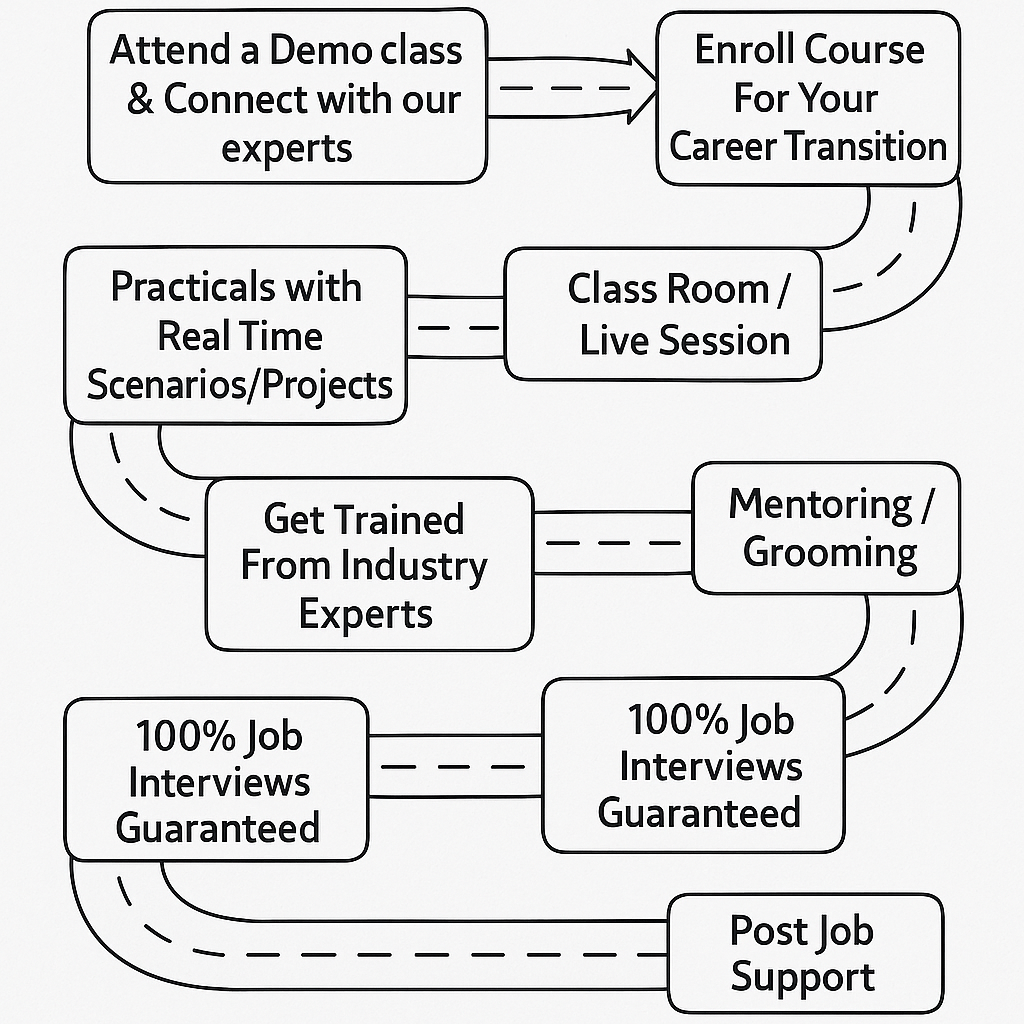 Attend a Demo class
& Connect with our
experts
Enroll Course
For Your
Career Transition
Class Room /
Live Session
Practicals with
Real Time
Scenarios/Projects
Get Trained
From Industry
Experts
Mentoring /
Grooming
100% Job
Interviews
Guaranteed
100% Job
Interviews
Guaranteed
Post Job
Support